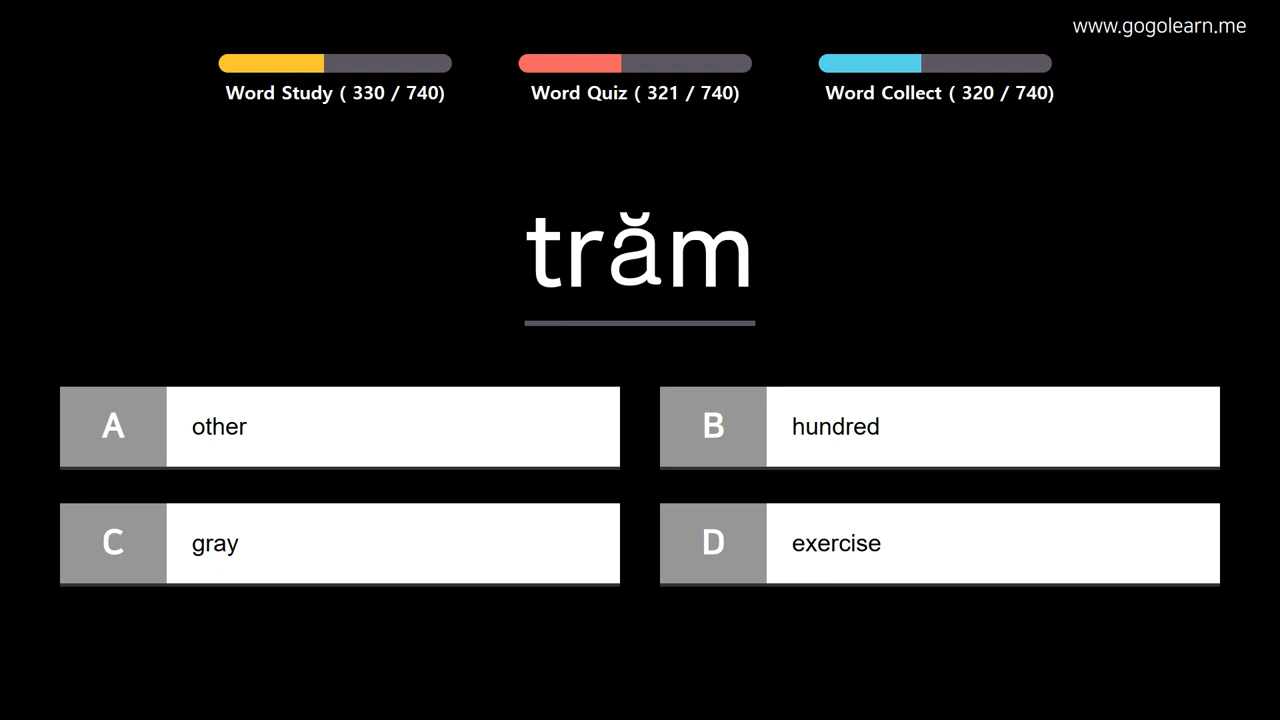 www.gogolearn.me
Word Study ( 330 / 740)
Word Quiz ( 321 / 740)
Word Collect ( 320 / 740)
trăm
A other
B hundred
C gray
D exercise